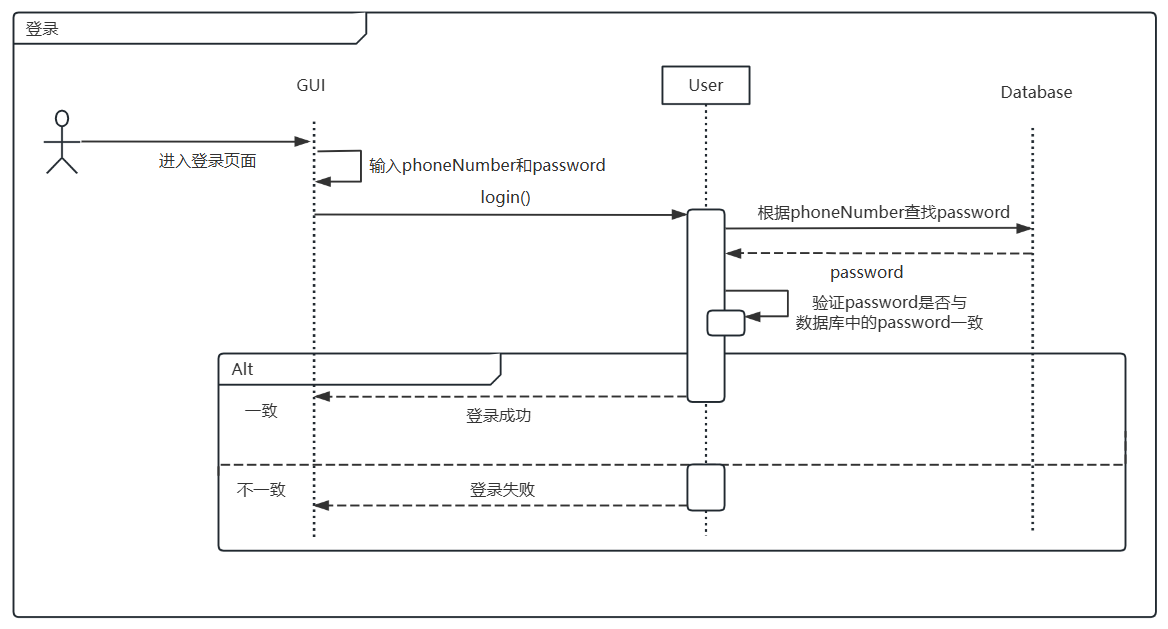 登录
GUI
User
Database
进入登录页面
输入phoneNumber和password
login()
根据phoneNumber查找password
password
验证password是否与
数据库中的password一致
Alt
一致
登录成功
不一致
登录失败